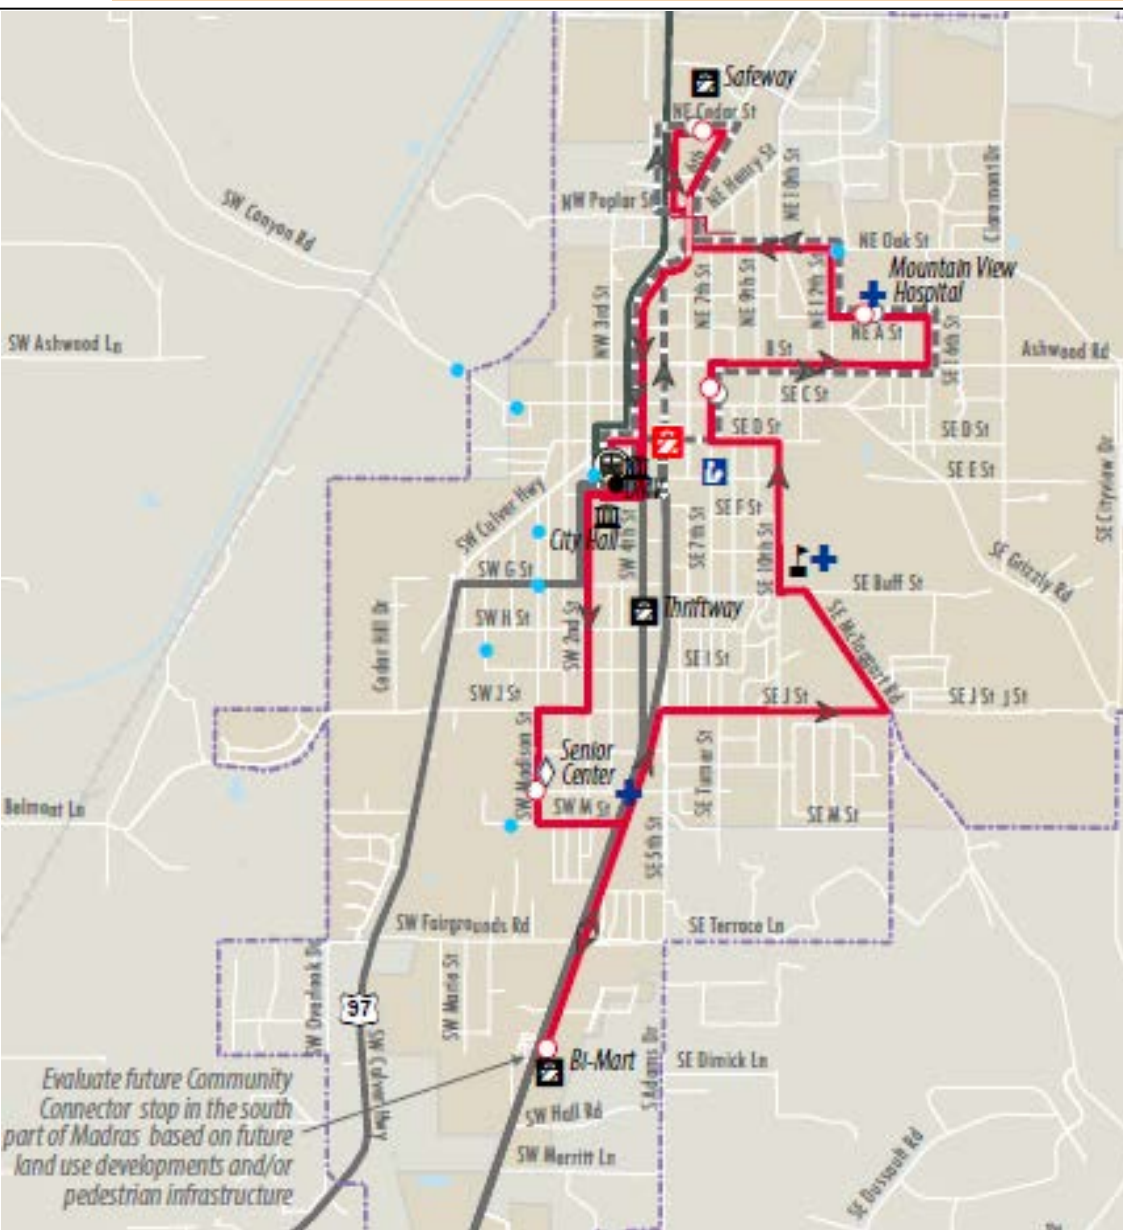 Safeway
NE Cedar St
6th
NE Henry St
NE 10th St
NW Poplar S
Claremont Dr
SW Canyon Rd
NE Oak St
Mountain View
Hospital
NW 3rd St
NE 7th St
NE 9th St
NE 12th St
NE A St
SE 16th St
SW Ashwood Ln
B St
Ashwood Rd
SE C St
SE D St
SE D St
SE E St
SW Culver Hwy
SE F St
SE Cityview Dr
City Hall
SW 4th St
SE 7th St
SE 10th St
SE Grizzly Rd
SW G St
SE Buff St
Cedar Hill Dr
SW H St
SW 2nd St
Thriftway
SE McTaggart Rd
SE I St
SW J St
SE J St
SE J St
J St
SW Madison St
Senior
Center
SE Turner St
Belmont Ln
SW M St
SE M St
SE 5th St
SW Fairgrounds Rd
SE Terrace Ln
SW Overlook Dr
SW Marie St
97
SW Culver Hwy
Bi-Mart
S Adams Dr
SE Dimick Ln
Evaluate future Community
Connector stop in the south
part of Madras based on future
land use developments and/or
pedestrian infrastructure
SW Hall Rd
SW Merritt Ln
SE Dussault Rd